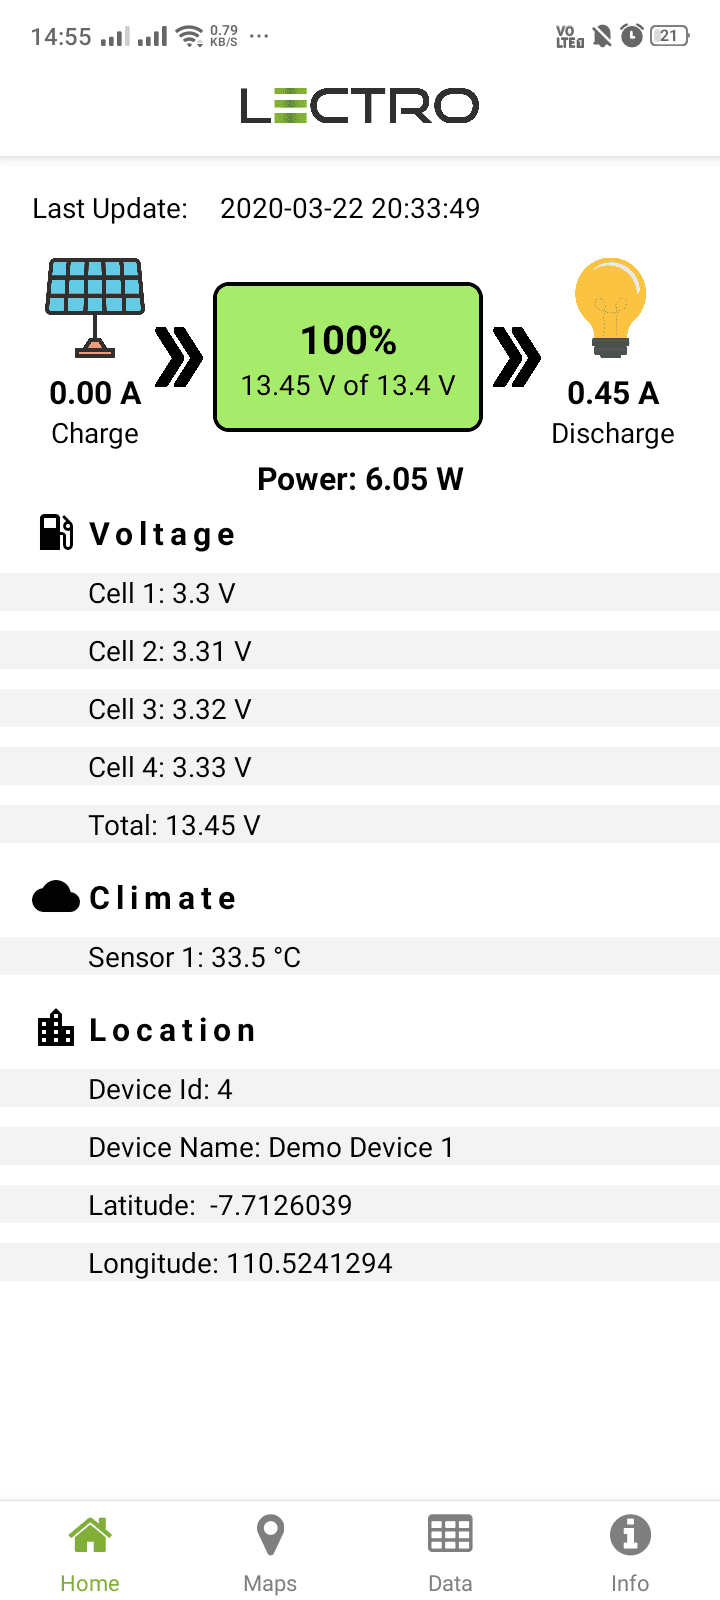 14:55 0.79 KB/S ... VO LTE1 21
LECTRO
Last Update: 2020-03-22 20:33:49
100%
13.45 V of 13.4 V
0.00 A 0.45 A
Charge Discharge
Power: 6.05 W
Voltage
Cell 1: 3.3 V
Cell 2: 3.31 V
Cell 3: 3.32 V
Cell 4: 3.33 V
Total: 13.45 V
Climate
Sensor 1: 33.5 °C
Location
Device Id: 4
Device Name: Demo Device 1
Latitude: -7.7126039
Longitude: 110.5241294
Home Maps Data Info